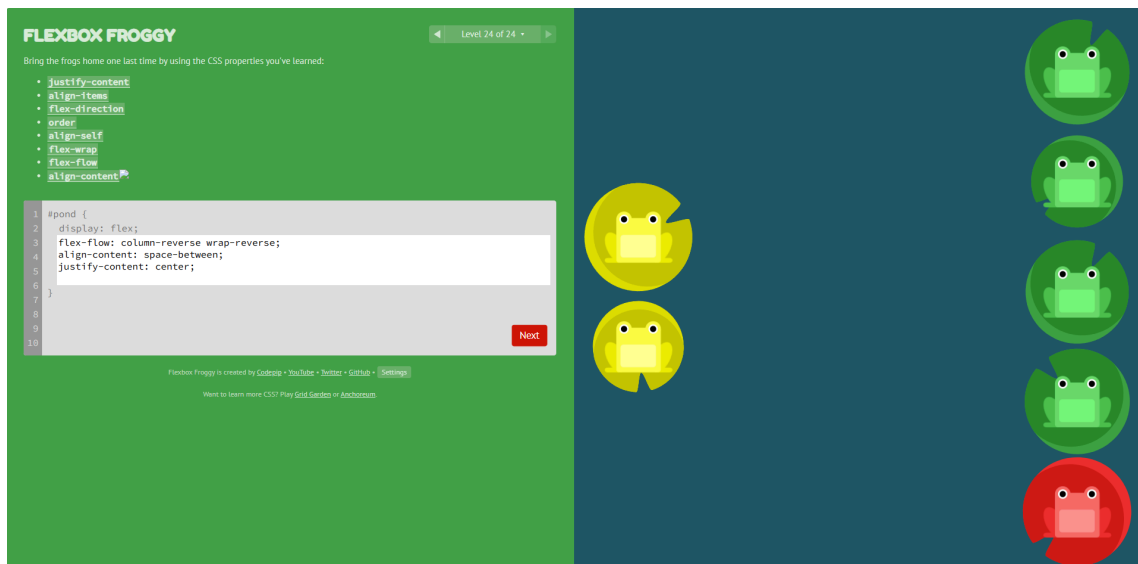 FLEXBOX FROGGY
◀ Level 24 of 24 ▾ ▶
Bring the frogs home one last time by using the CSS properties you've learned:
• justify-content
• align-items
• flex-direction
• order
• align-self
• flex-wrap
• flex-flow
• align-content
1 #pond {
2 display: flex;
3 flex-flow: column-reverse wrap-reverse;
4 align-content: space-between;
5 justify-content: center;
6
7 }
8
9
10
Next
Flexbox Froggy is created by Codepip • YouTube • Twitter • GitHub • Settings
Want to learn more CSS? Play Grid Garden or Anchoreum.